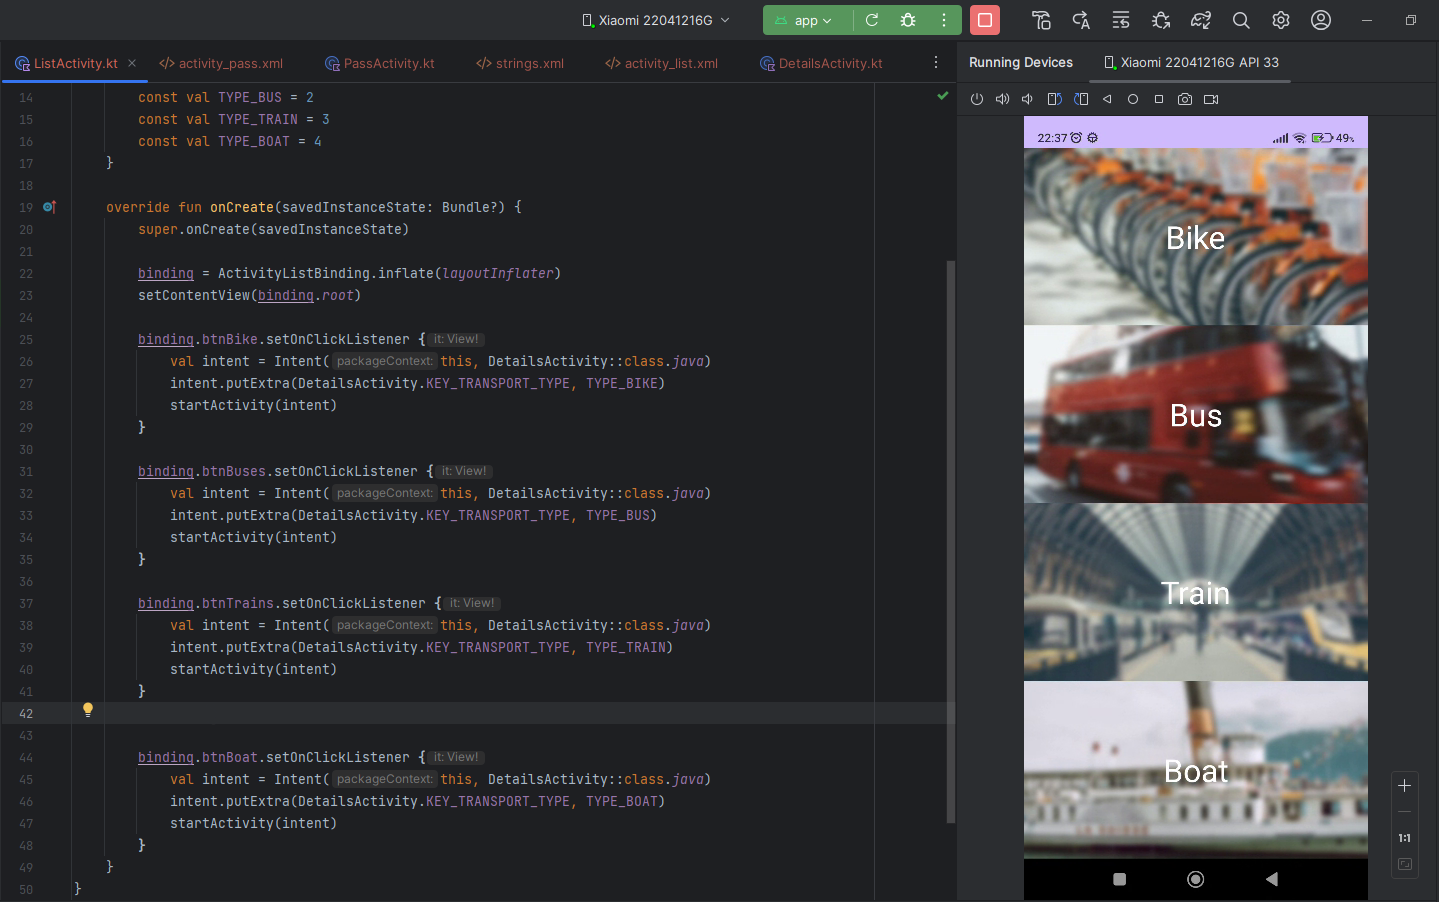 Xiaomi 22041216G
app
ListActivity.kt
activity_pass.xml
PassActivity.kt
strings.xml
activity_list.xml
DetailsActivity.kt
Running Devices
Xiaomi 22041216G API 33
14 const val TYPE_BUS = 2
15 const val TYPE_TRAIN = 3
16 const val TYPE_BOAT = 4
17 }
18
19 override fun onCreate(savedInstanceState: Bundle?) {
20 super.onCreate(savedInstanceState)
21
22 binding = ActivityListBinding.inflate(layoutInflater)
23 setContentView(binding.root)
24
25 binding.btnBike.setOnClickListener { it: View!
26 val intent = Intent( packageContext: this, DetailsActivity::class.java)
27 intent.putExtra(DetailsActivity.KEY_TRANSPORT_TYPE, TYPE_BIKE)
28 startActivity(intent)
29 }
30
31 binding.btnBuses.setOnClickListener { it: View!
32 val intent = Intent( packageContext: this, DetailsActivity::class.java)
33 intent.putExtra(DetailsActivity.KEY_TRANSPORT_TYPE, TYPE_BUS)
34 startActivity(intent)
35 }
36
37 binding.btnTrains.setOnClickListener { it: View!
38 val intent = Intent( packageContext: this, DetailsActivity::class.java)
39 intent.putExtra(DetailsActivity.KEY_TRANSPORT_TYPE, TYPE_TRAIN)
40 startActivity(intent)
41 }
42
43
44 binding.btnBoat.setOnClickListener { it: View!
45 val intent = Intent( packageContext: this, DetailsActivity::class.java)
46 intent.putExtra(DetailsActivity.KEY_TRANSPORT_TYPE, TYPE_BOAT)
47 startActivity(intent)
48 }
49 }
50 }
22:37
49%
Bike
Bus
Train
Boat
1:1